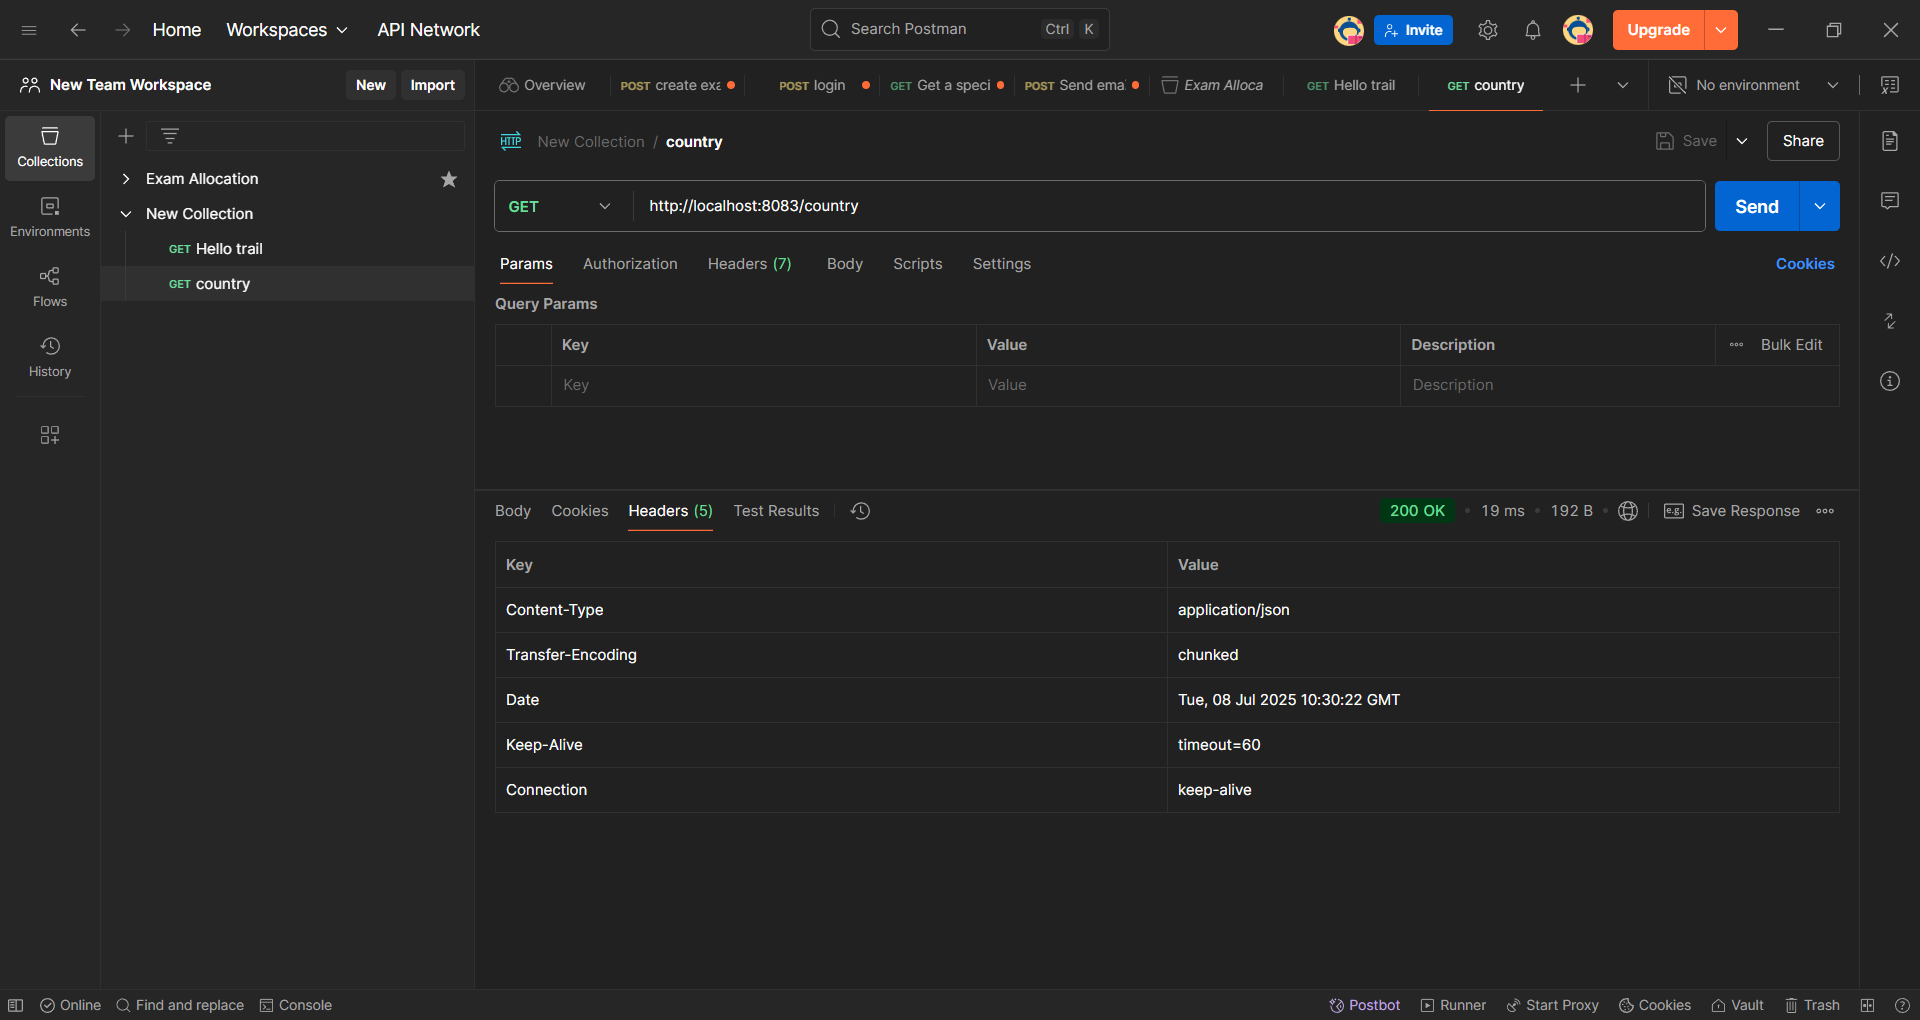 Home Workspaces API Network Search Postman Ctrl K Invite Upgrade
New Team Workspace New Import Overview POST create exa POST login GET Get a speci POST Send ema Exam Alloca GET Hello trail GET country No environment
HTTP New Collection / country Save Share
Collections
Exam Allocation
New Collection
GET Hello trail
GET country
Environments
Flows
History
GET http://localhost:8083/country Send
Params Authorization Headers (7) Body Scripts Settings Cookies
Query Params
Key Value Description Bulk Edit
Key Value Description
Body Cookies Headers (5) Test Results 200 OK 19 ms 192 B e.g. Save Response
Key Value
Content-Type application/json
Transfer-Encoding chunked
Date Tue, 08 Jul 2025 10:30:22 GMT
Keep-Alive timeout=60
Connection keep-alive
Online Find and replace Console Postbot Runner Start Proxy Cookies Vault Trash